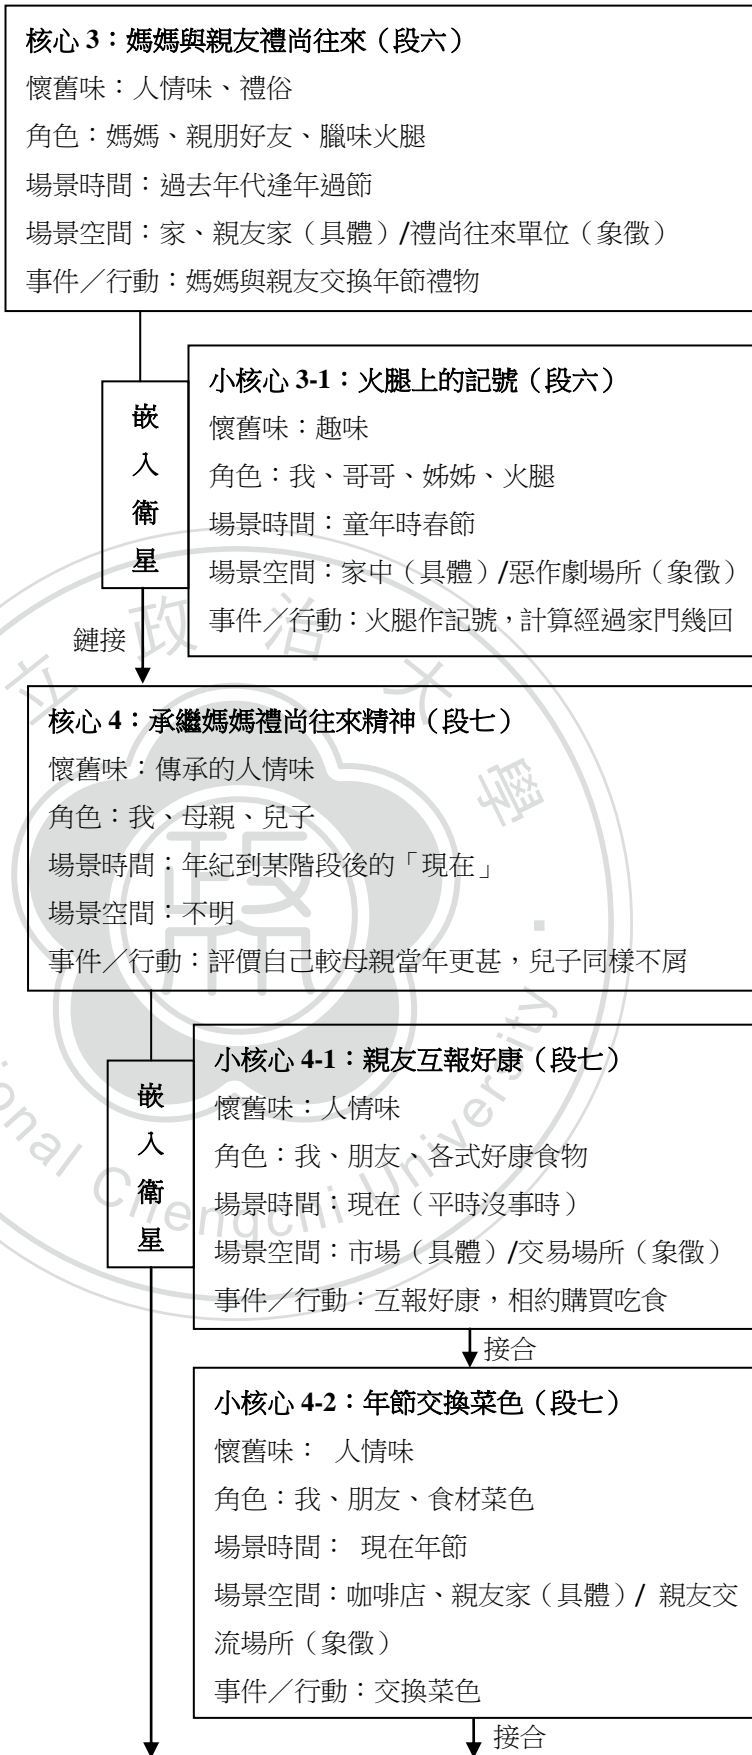 核心 3：媽媽與親友禮尚往來（段六）
懷舊味：人情味、禮俗
角色：媽媽、親朋好友、臘味火腿
場景時間：過去年代逢年過節
場景空間：家、親友家（具體）/禮尚往來單位（象徵）
事件／行動：媽媽與親友交換年節禮物
嵌入衛星
小核心 3-1：火腿上的記號（段六）
懷舊味：趣味
角色：我、哥哥、姊姊、火腿
場景時間：童年時春節
場景空間：家中（具體）/惡作劇場所（象徵）
事件／行動：火腿作記號，計算經過家門幾回
鏈接
核心 4：承繼媽媽禮尚往來精神（段七）
懷舊味：傳承的人情味
角色：我、母親、兒子
場景時間：年紀到某階段後的「現在」
場景空間：不明
事件／行動：評價自己較母親當年更甚，兒子同樣不屑
嵌入衛星
小核心 4-1：親友互報好康（段七）
懷舊味：人情味
角色：我、朋友、各式好康食物
場景時間：現在（平時沒事時）
場景空間：市場（具體）/交易場所（象徵）
事件／行動：互報好康，相約購買吃食
接合
小核心 4-2：年節交換菜色（段七）
懷舊味： 人情味
角色：我、朋友、食材菜色
場景時間： 現在年節
場景空間：咖啡店、親友家（具體）/ 親友交
流場所（象徵）
事件／行動：交換菜色
接合
立政治大學
政
ional Chengchi University